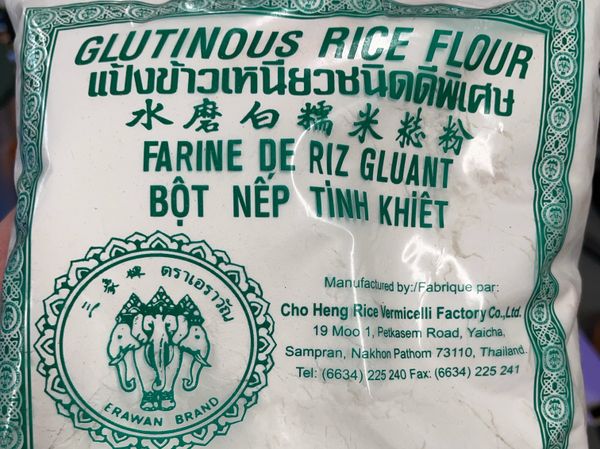 GLUTINOUS RICE FLOUR
แป้งข้าวเหนียวชนิดดีพิเศษ
水磨白糯米粉
FARINE DE RIZ GLUANT
BỘT NẾP TINH KHIẾT
三象牌 ตราเอราวัณ
ERAWAN BRAND
Manufactured by:/Fabrique par:
Cho Heng Rice Vermicelli Factory Co.,Ltd.
19 Moo 1, Petkasem Road, Yaicha,
Sampran, Nakhon Pathom 73110, Thailand.
Tel: (6634) 225 240 Fax: (6634) 225 241